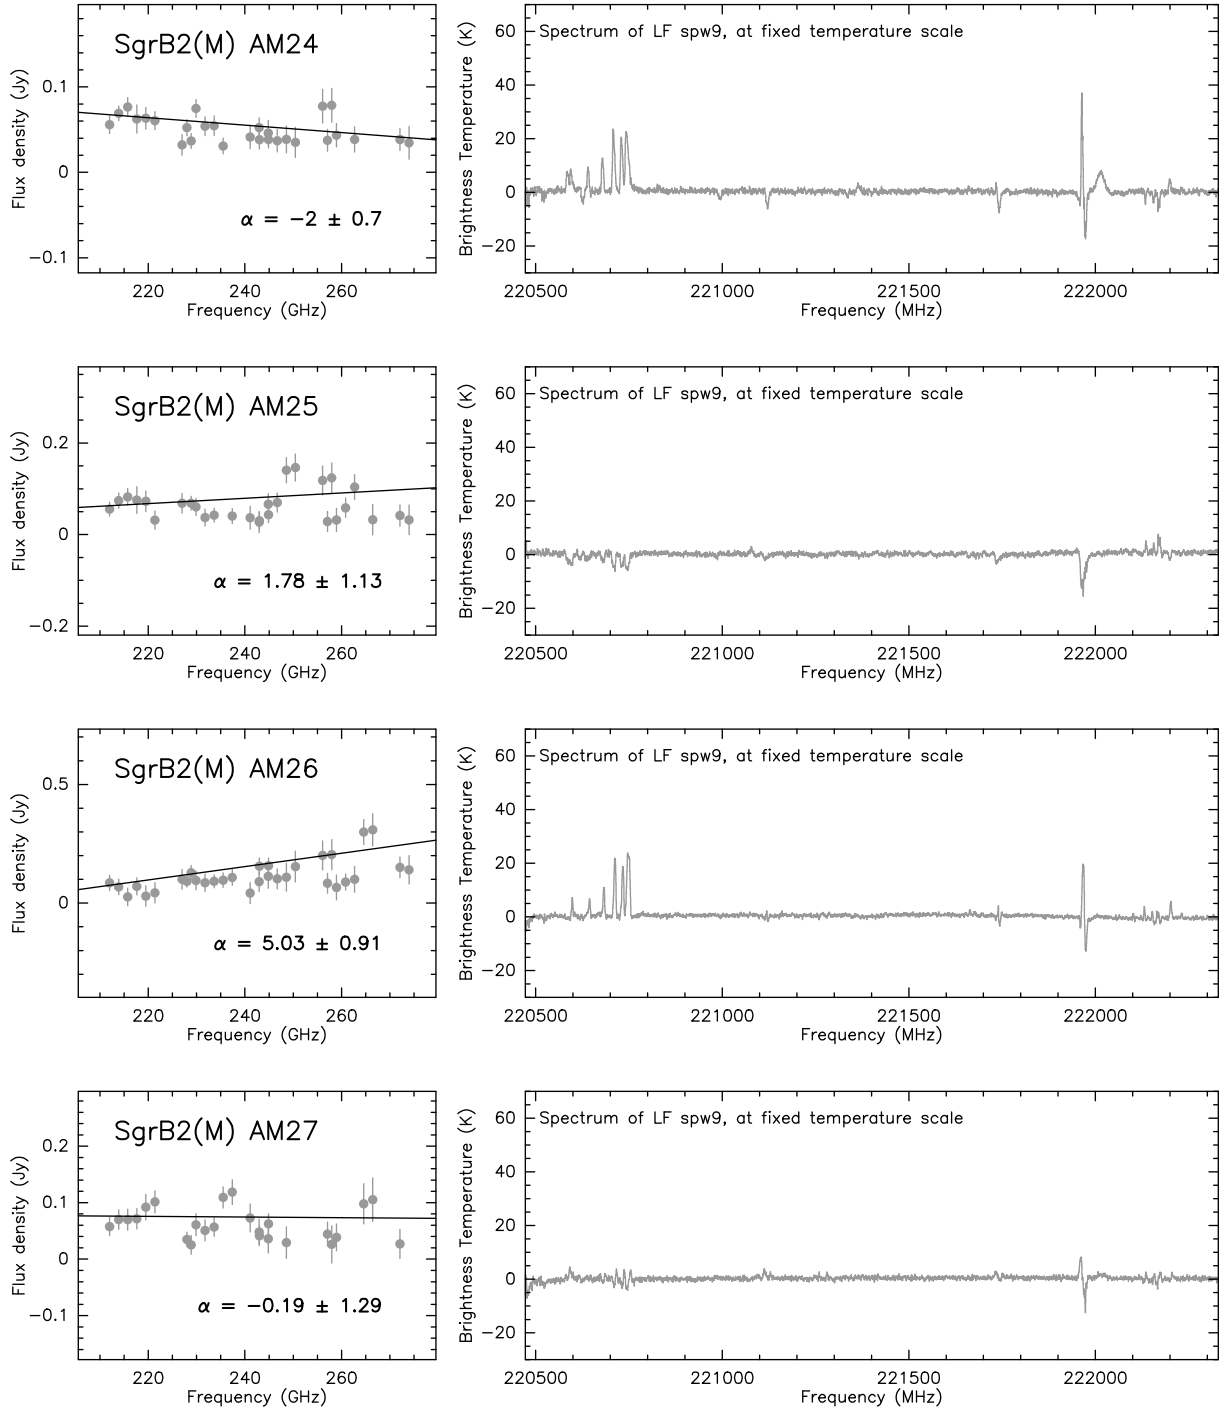 SgrB2(M) AM24
Flux density (Jy)
0.1
0
−0.1
α = −2 ± 0.7
220 240 260
Frequency (GHz)
Spectrum of LF spw9, at fixed temperature scale
Brightness Temperature (K)
60
40
20
0
−20
220500 221000 221500 222000
Frequency (MHz)
SgrB2(M) AM25
Flux density (Jy)
0.2
0
−0.2
α = 1.78 ± 1.13
220 240 260
Frequency (GHz)
Spectrum of LF spw9, at fixed temperature scale
Brightness Temperature (K)
60
40
20
0
−20
220500 221000 221500 222000
Frequency (MHz)
SgrB2(M) AM26
Flux density (Jy)
0.5
0
α = 5.03 ± 0.91
220 240 260
Frequency (GHz)
Spectrum of LF spw9, at fixed temperature scale
Brightness Temperature (K)
60
40
20
0
−20
220500 221000 221500 222000
Frequency (MHz)
SgrB2(M) AM27
Flux density (Jy)
0.2
0.1
0
−0.1
α = −0.19 ± 1.29
220 240 260
Frequency (GHz)
Spectrum of LF spw9, at fixed temperature scale
Brightness Temperature (K)
60
40
20
0
−20
220500 221000 221500 222000
Frequency (MHz)